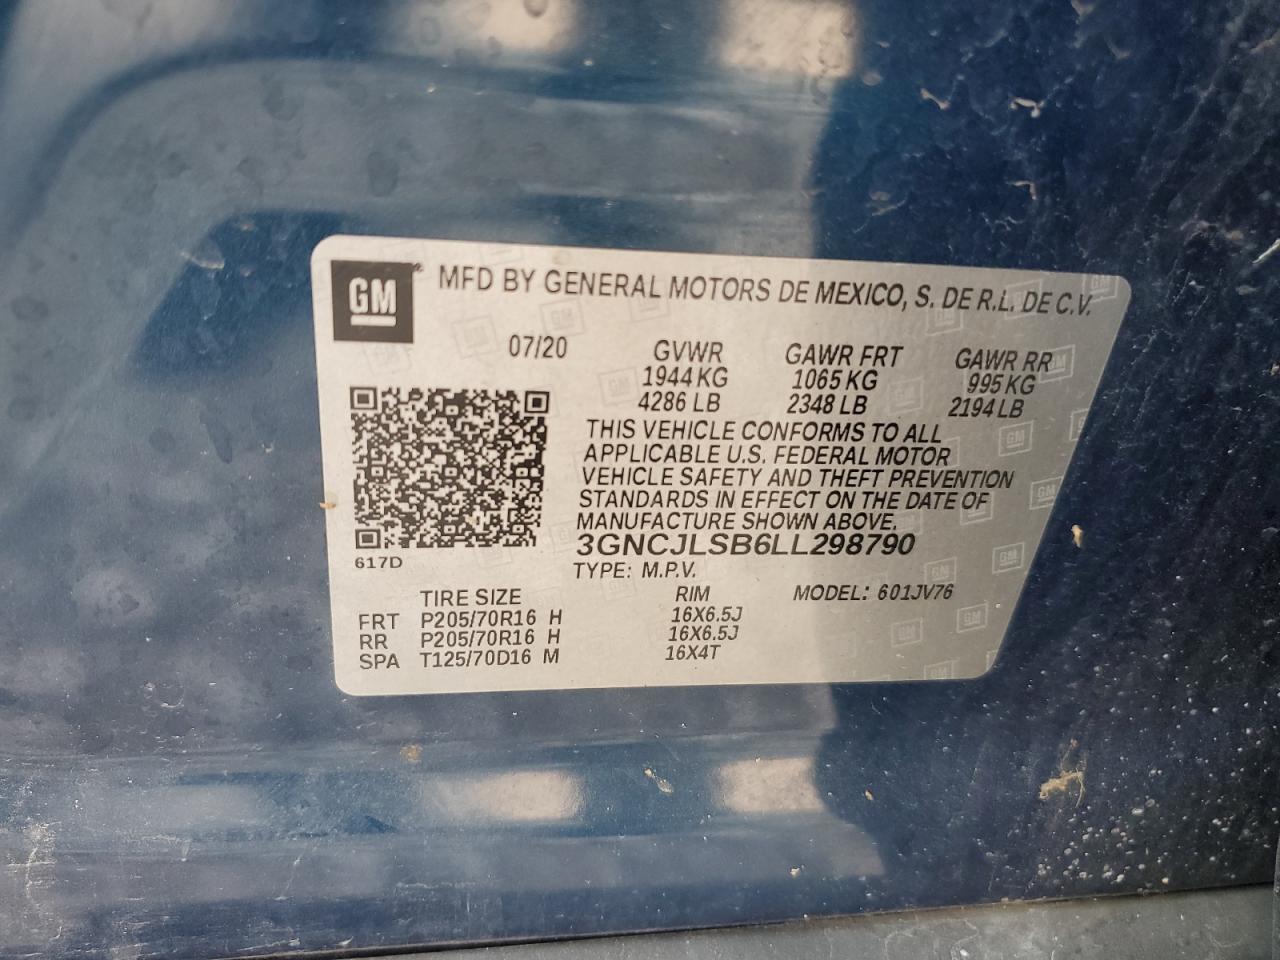 GM
MFD BY GENERAL MOTORS DE MEXICO, S. DE R.L. DE C.V.
07/20 GVWR GAWR FRT GAWR RR
1944 KG 1065 KG 995 KG
4286 LB 2348 LB 2194 LB
THIS VEHICLE CONFORMS TO ALL
APPLICABLE U.S. FEDERAL MOTOR
VEHICLE SAFETY AND THEFT PREVENTION
STANDARDS IN EFFECT ON THE DATE OF
MANUFACTURE SHOWN ABOVE.
3GNCJLSB6LL298790
617D
TYPE: M.P.V.
TIRE SIZE RIM MODEL: 601JV76
FRT P205/70R16 H 16X6.5J
RR P205/70R16 H 16X6.5J
SPA T125/70D16 M 16X4T